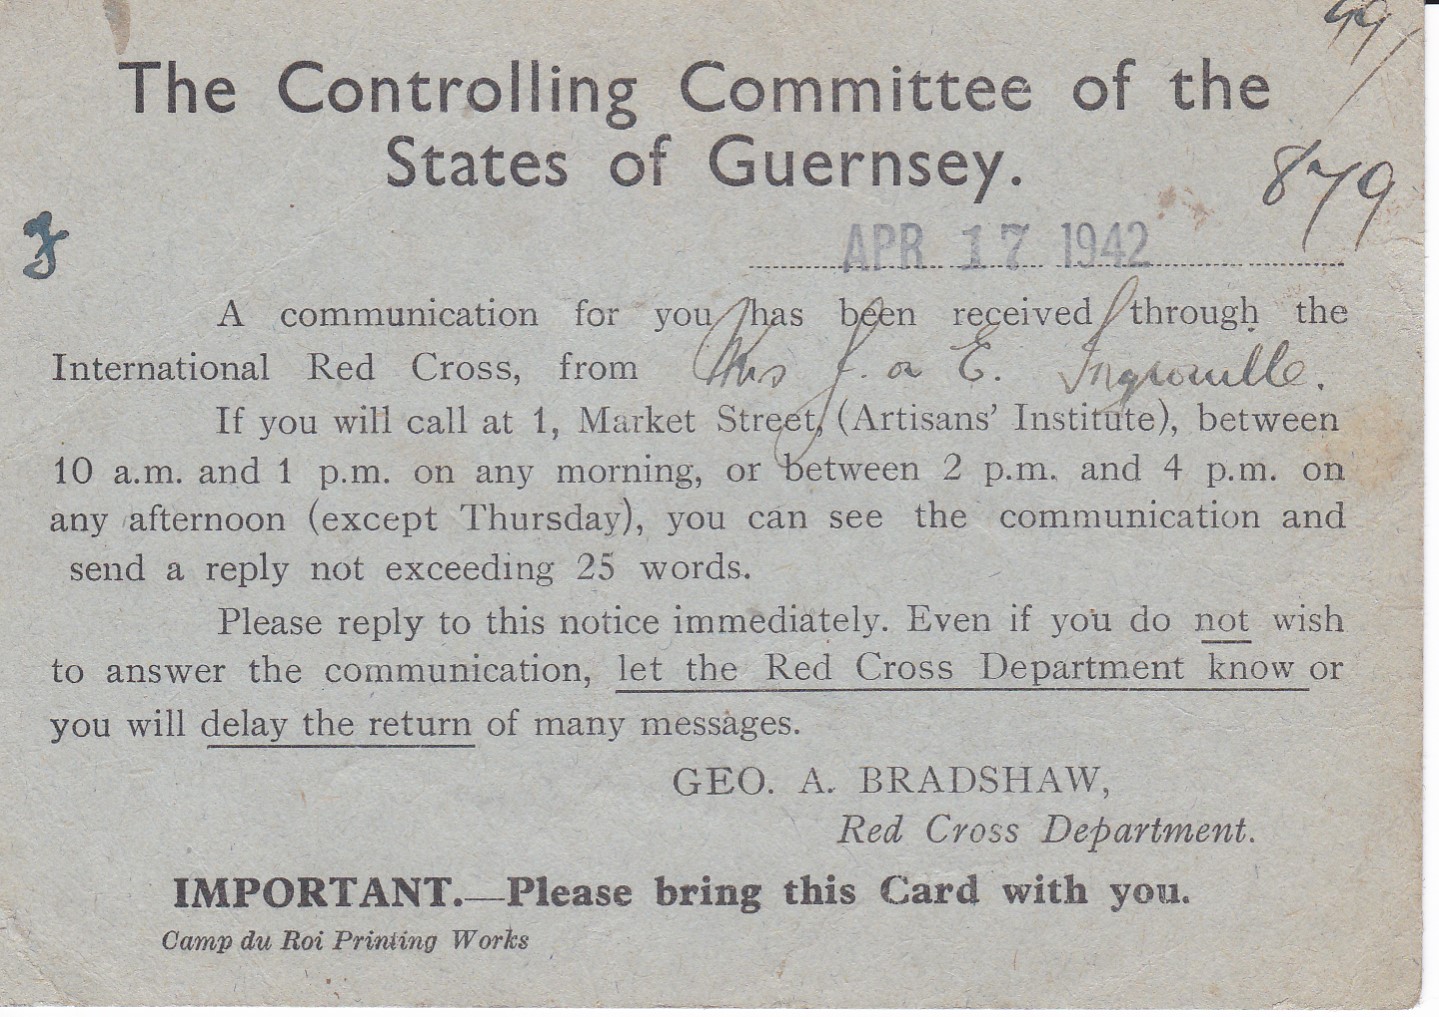 49/
The Controlling Committee of the
States of Guernsey.
879
APR 17 1942
A communication for you has been received through the
International Red Cross, from Mrs J. a E. Ingrouille.
If you will call at 1, Market Street, (Artisans' Institute), between
10 a.m. and 1 p.m. on any morning, or between 2 p.m. and 4 p.m. on
any afternoon (except Thursday), you can see the communication and
send a reply not exceeding 25 words.
Please reply to this notice immediately. Even if you do not wish
to answer the communication, let the Red Cross Department know or
you will delay the return of many messages.
GEO. A. BRADSHAW,
Red Cross Department.
IMPORTANT.—Please bring this Card with you.
Camp du Roi Printing Works